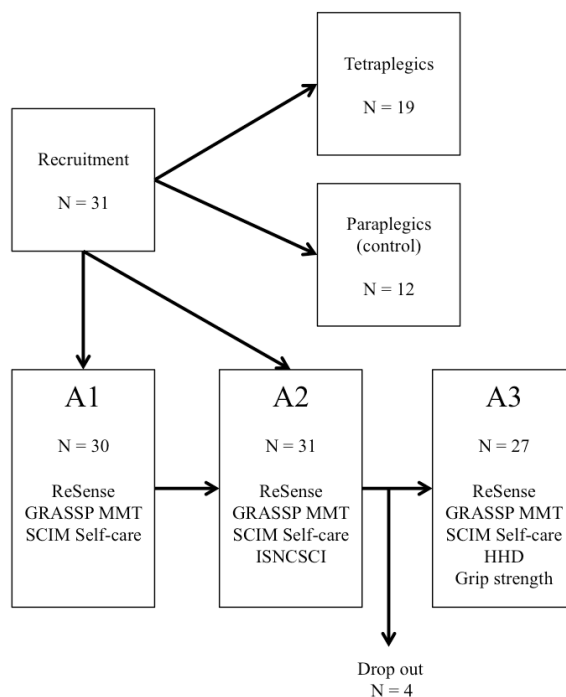 Tetraplegics
N = 19
Recruitment
N = 31
Paraplegics
(control)
N = 12
A1
N = 30
ReSense
GRASSP MMT
SCIM Self-care
A2
N = 31
ReSense
GRASSP MMT
SCIM Self-care
ISNCSCI
A3
N = 27
ReSense
GRASSP MMT
SCIM Self-care
HHD
Grip strength
Drop out
N = 4